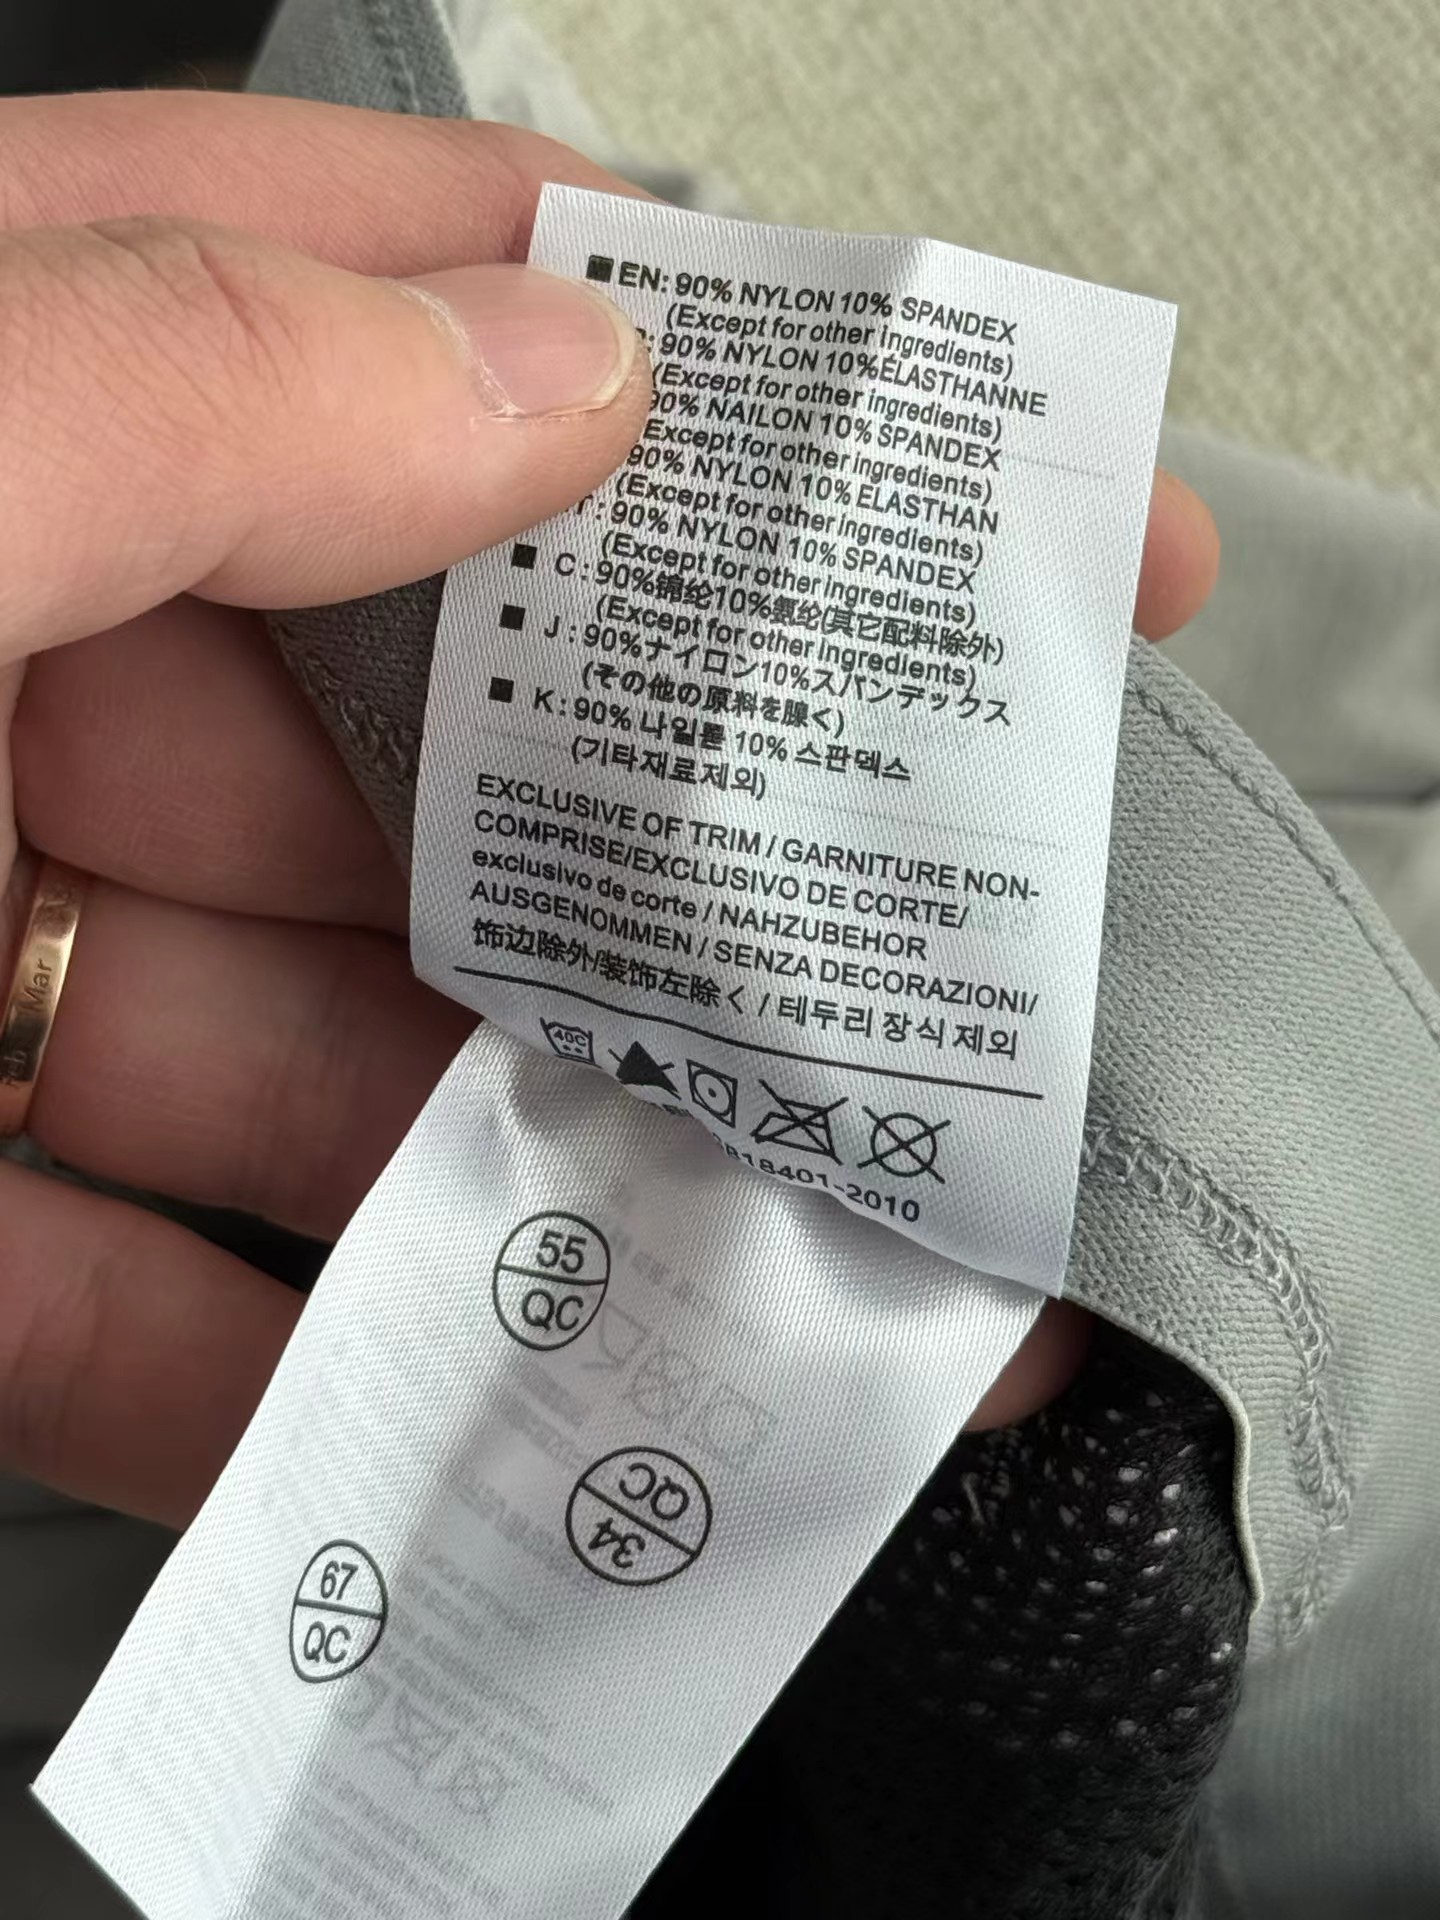 EN: 90% NYLON 10% SPANDEX
(Except for other ingredients)
: 90% NYLON 10% ÉLASTHANNE
(Except for other ingredients)
90% NAILON 10% SPANDEX
Except for other ingredients)
90% NYLON 10% ELASTHAN
(Except for other ingredients)
: 90% NYLON 10% SPANDEX
(Except for other ingredients)
C : 90%锦纶10%氨纶(其它配料除外)
(Except for other ingredients)
J : 90%ナイロン10%スパンデックス
(その他の原料を腺く)
K : 90% 나일론 10% 스판덱스
(기타재료제외)
EXCLUSIVE OF TRIM / GARNITURE NON-
COMPRISE/EXCLUSIVO DE CORTE/
exclusivo de corte / NAHZUBEHOR
AUSGENOMMEN / SENZA DECORAZIONI/
饰边除外/装饰左除く / 테두리 장식 제외
40C
18401-2010
55
QC
34
QC
67
QC
Mar